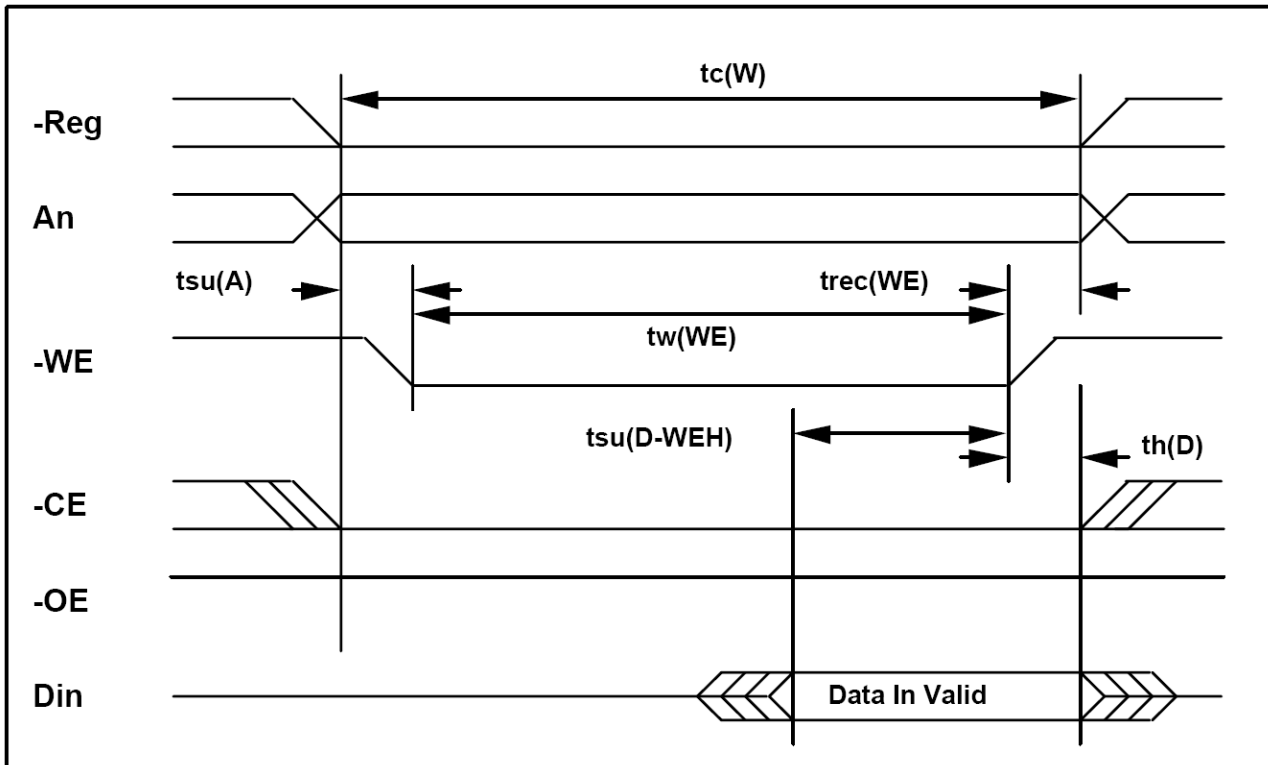 tc(W)
-Reg
An
tsu(A)
trec(WE)
tw(WE)
-WE
tsu(D-WEH)
th(D)
-CE
-OE
Din
Data In Valid